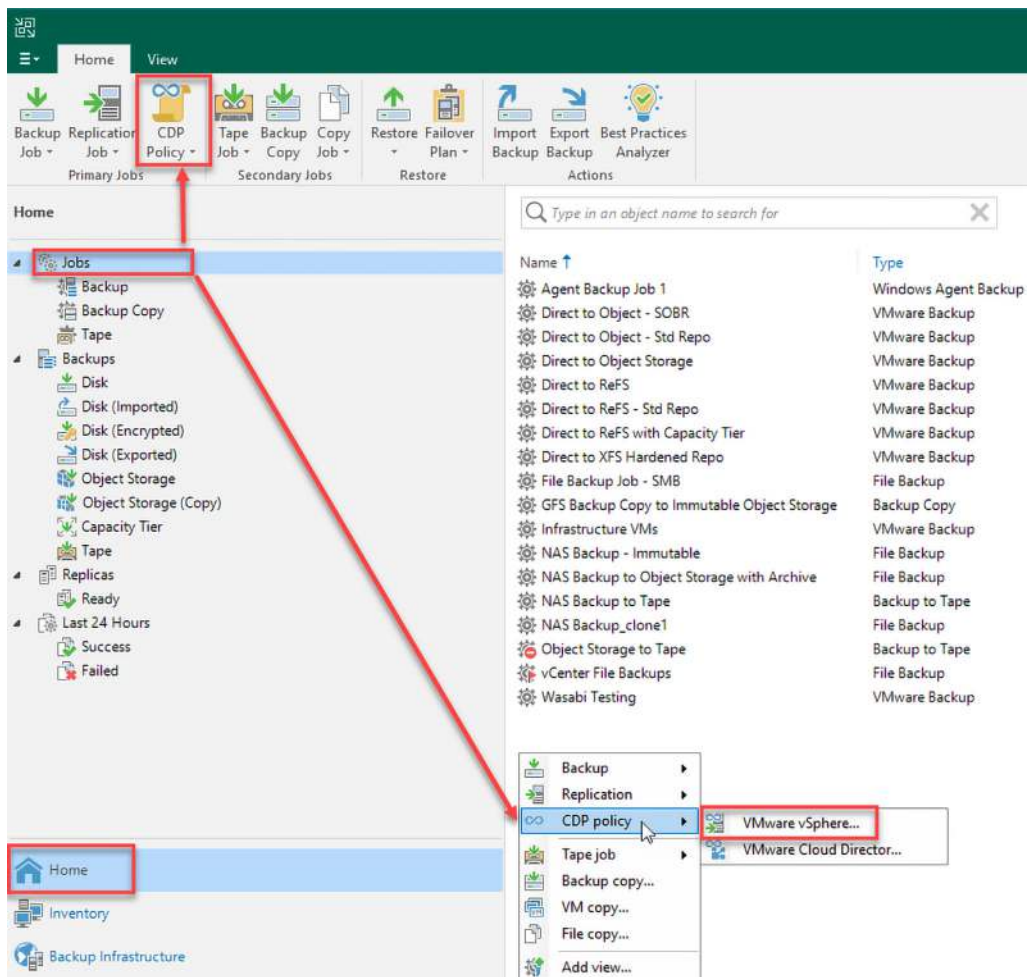 Home View
Backup Job
Replication Job
CDP Policy
Tape Job
Backup Copy
Copy Job
Restore
Failover Plan
Import Backup
Export Backup
Best Practices Analyzer
Primary Jobs
Secondary Jobs
Restore
Actions
Home
Jobs
Backup
Backup Copy
Tape
Backups
Disk
Disk (Imported)
Disk (Encrypted)
Disk (Exported)
Object Storage
Object Storage (Copy)
Capacity Tier
Tape
Replicas
Ready
Last 24 Hours
Success
Failed
Home
Inventory
Backup Infrastructure
Type in an object name to search for
Name Type
Agent Backup Job 1 Windows Agent Backup
Direct to Object - SOBR VMware Backup
Direct to Object - Std Repo VMware Backup
Direct to Object Storage VMware Backup
Direct to ReFS VMware Backup
Direct to ReFS - Std Repo VMware Backup
Direct to ReFS with Capacity Tier VMware Backup
Direct to XFS Hardened Repo VMware Backup
File Backup Job - SMB File Backup
GFS Backup Copy to Immutable Object Storage Backup Copy
Infrastructure VMs VMware Backup
NAS Backup - Immutable File Backup
NAS Backup to Object Storage with Archive File Backup
NAS Backup to Tape Backup to Tape
NAS Backup_clone1 File Backup
Object Storage to Tape Backup to Tape
vCenter File Backups File Backup
Wasabi Testing VMware Backup
Backup
Replication
CDP policy
Tape job
Backup copy...
VM copy...
File copy...
Add view...
VMware vSphere...
VMware Cloud Director...